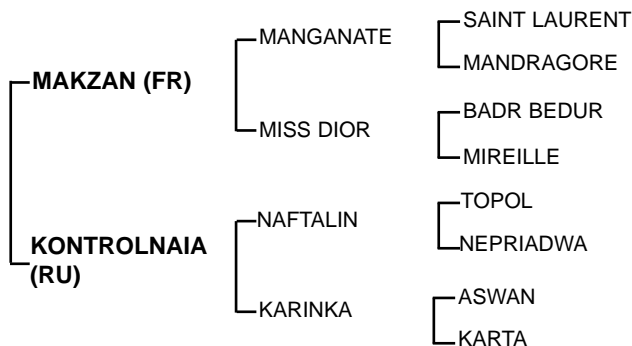 SAINT LAURENT
MANGANATE
MANDRAGORE
MAKZAN (FR)
BADR BEDUR
MISS DIOR
MIREILLE
TOPOL
NAFTALIN
NEPRIADWA
KONTROLNAIA
(RU)
ASWAN
KARINKA
KARTA